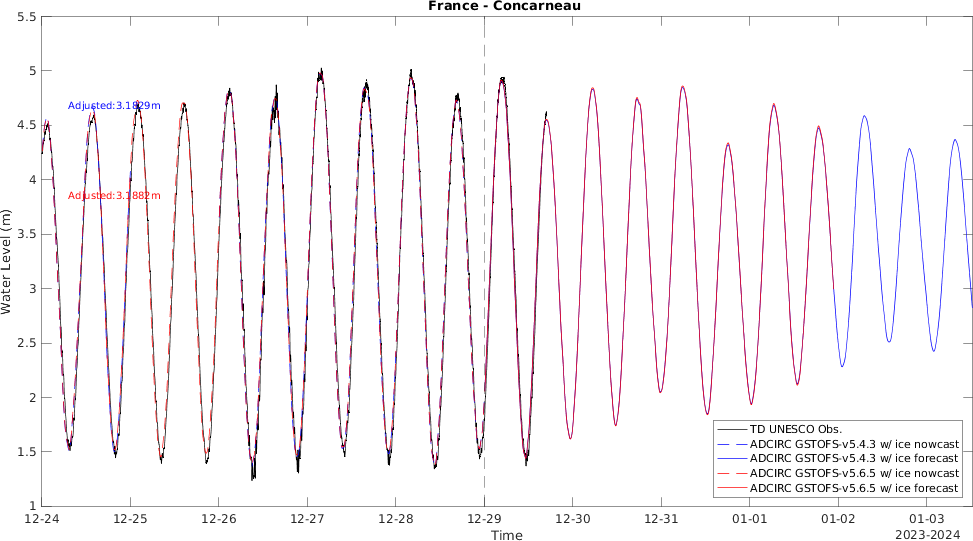 France - Concarneau
5.5
5
4.5
4
3.5
3
2.5
2
1.5
1
Water Level (m)
Adjusted:3.1829m
Adjusted:3.1882m
TD UNESCO Obs.
ADCIRC GSTOFS-v5.4.3 w/ ice nowcast
ADCIRC GSTOFS-v5.4.3 w/ ice forecast
ADCIRC GSTOFS-v5.6.5 w/ ice nowcast
ADCIRC GSTOFS-v5.6.5 w/ ice forecast
12-24 12-25 12-26 12-27 12-28 12-29 12-30 12-31 01-01 01-02 01-03
Time
2023-2024